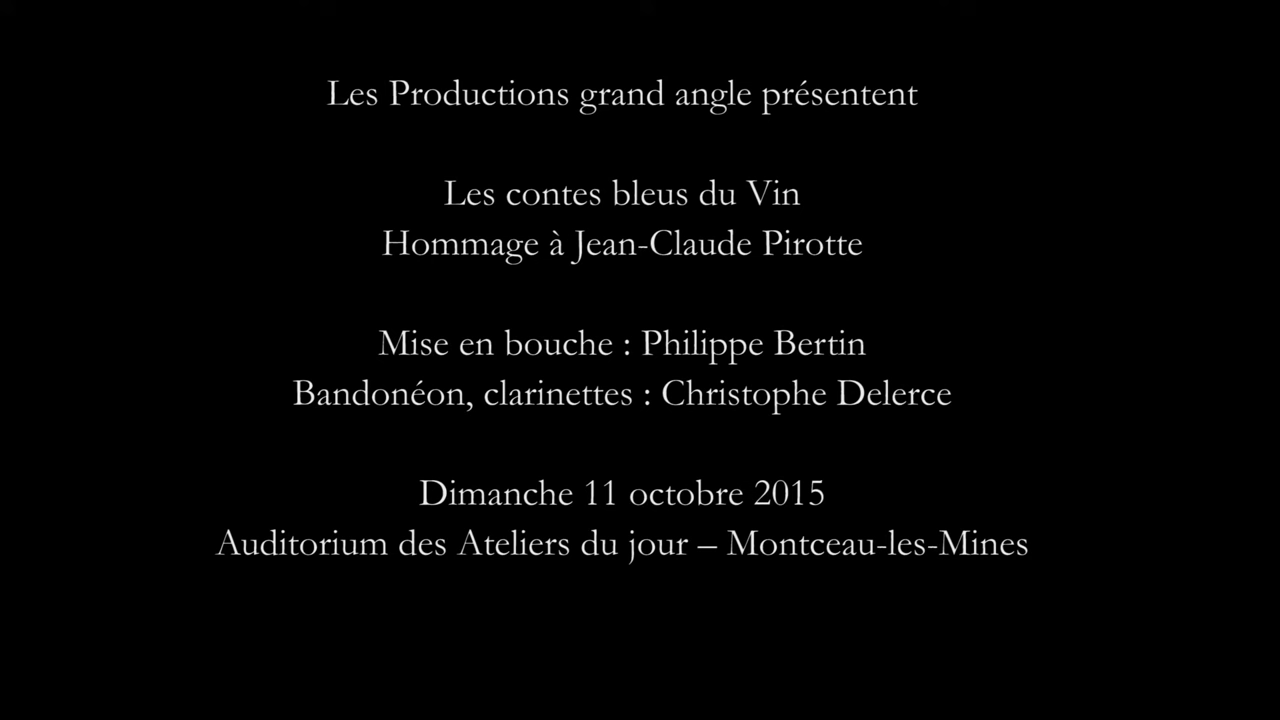 Les Productions grand angle présentent
Les contes bleus du Vin
Hommage à Jean-Claude Pirotte
Mise en bouche : Philippe Bertin
Bandonéon, clarinettes : Christophe Delerce
Dimanche 11 octobre 2015
Auditorium des Ateliers du jour – Montceau-les-Mines